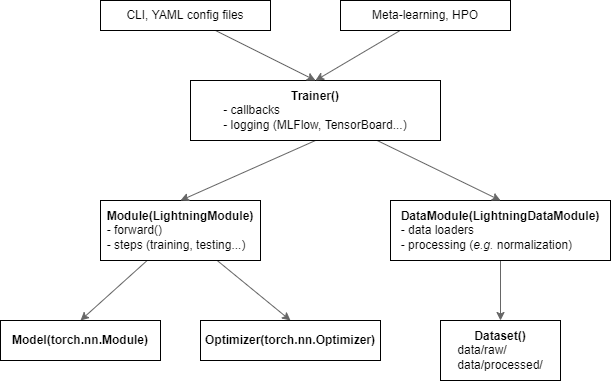 CLI, YAML config files
Meta-learning, HPO
Trainer()
- callbacks
- logging (MLFlow, TensorBoard...)
Module(LightningModule)
- forward()
- steps (training, testing...)
DataModule(LightningDataModule)
- data loaders
- processing (e.g. normalization)
Model(torch.nn.Module)
Optimizer(torch.nn.Optimizer)
Dataset()
data/raw/
data/processed/